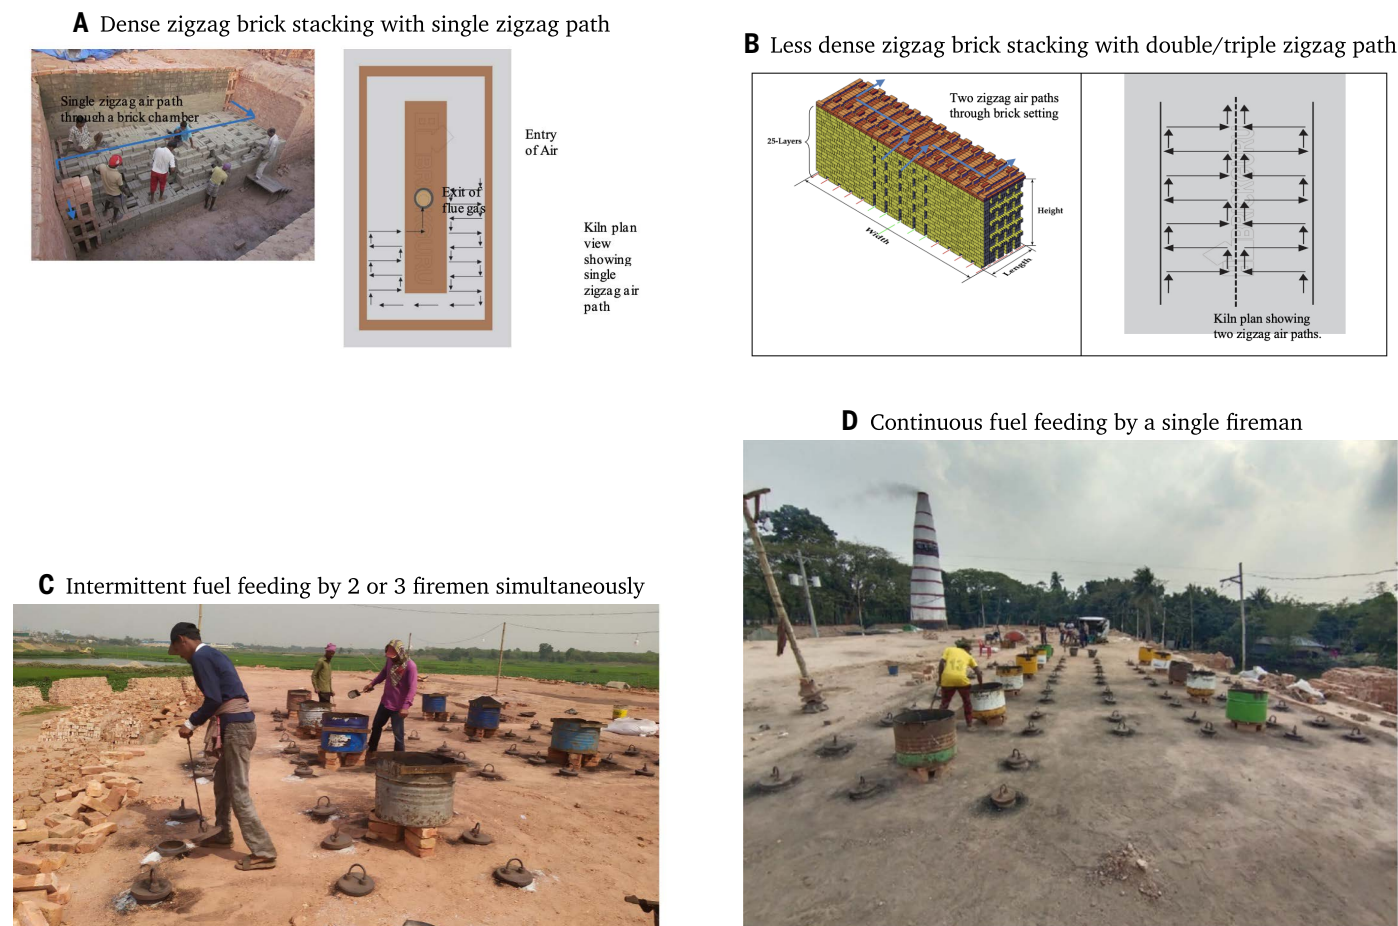 A Dense zigzag brick stacking with single zigzag path
Single zigzag air path
through a brick chamber
Entry
of Air
Exit of
flue gas
Kiln plan
view
showing
single
zigzag air
path
B Less dense zigzag brick stacking with double/triple zigzag path
25-Layers
Two zigzag air paths
through brick setting
Height
Width
Length
Kiln plan showing
two zigzag air paths.
C Intermittent fuel feeding by 2 or 3 firemen simultaneously
D Continuous fuel feeding by a single fireman